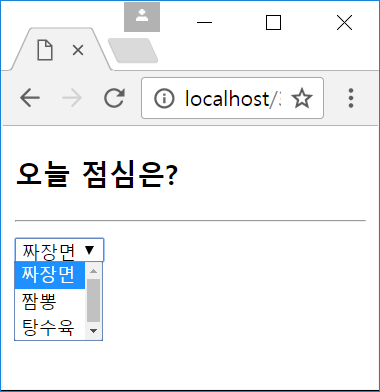 localhost/
오늘 점심은?
짜장면 ▼
짜장면
짬뽕
탕수육